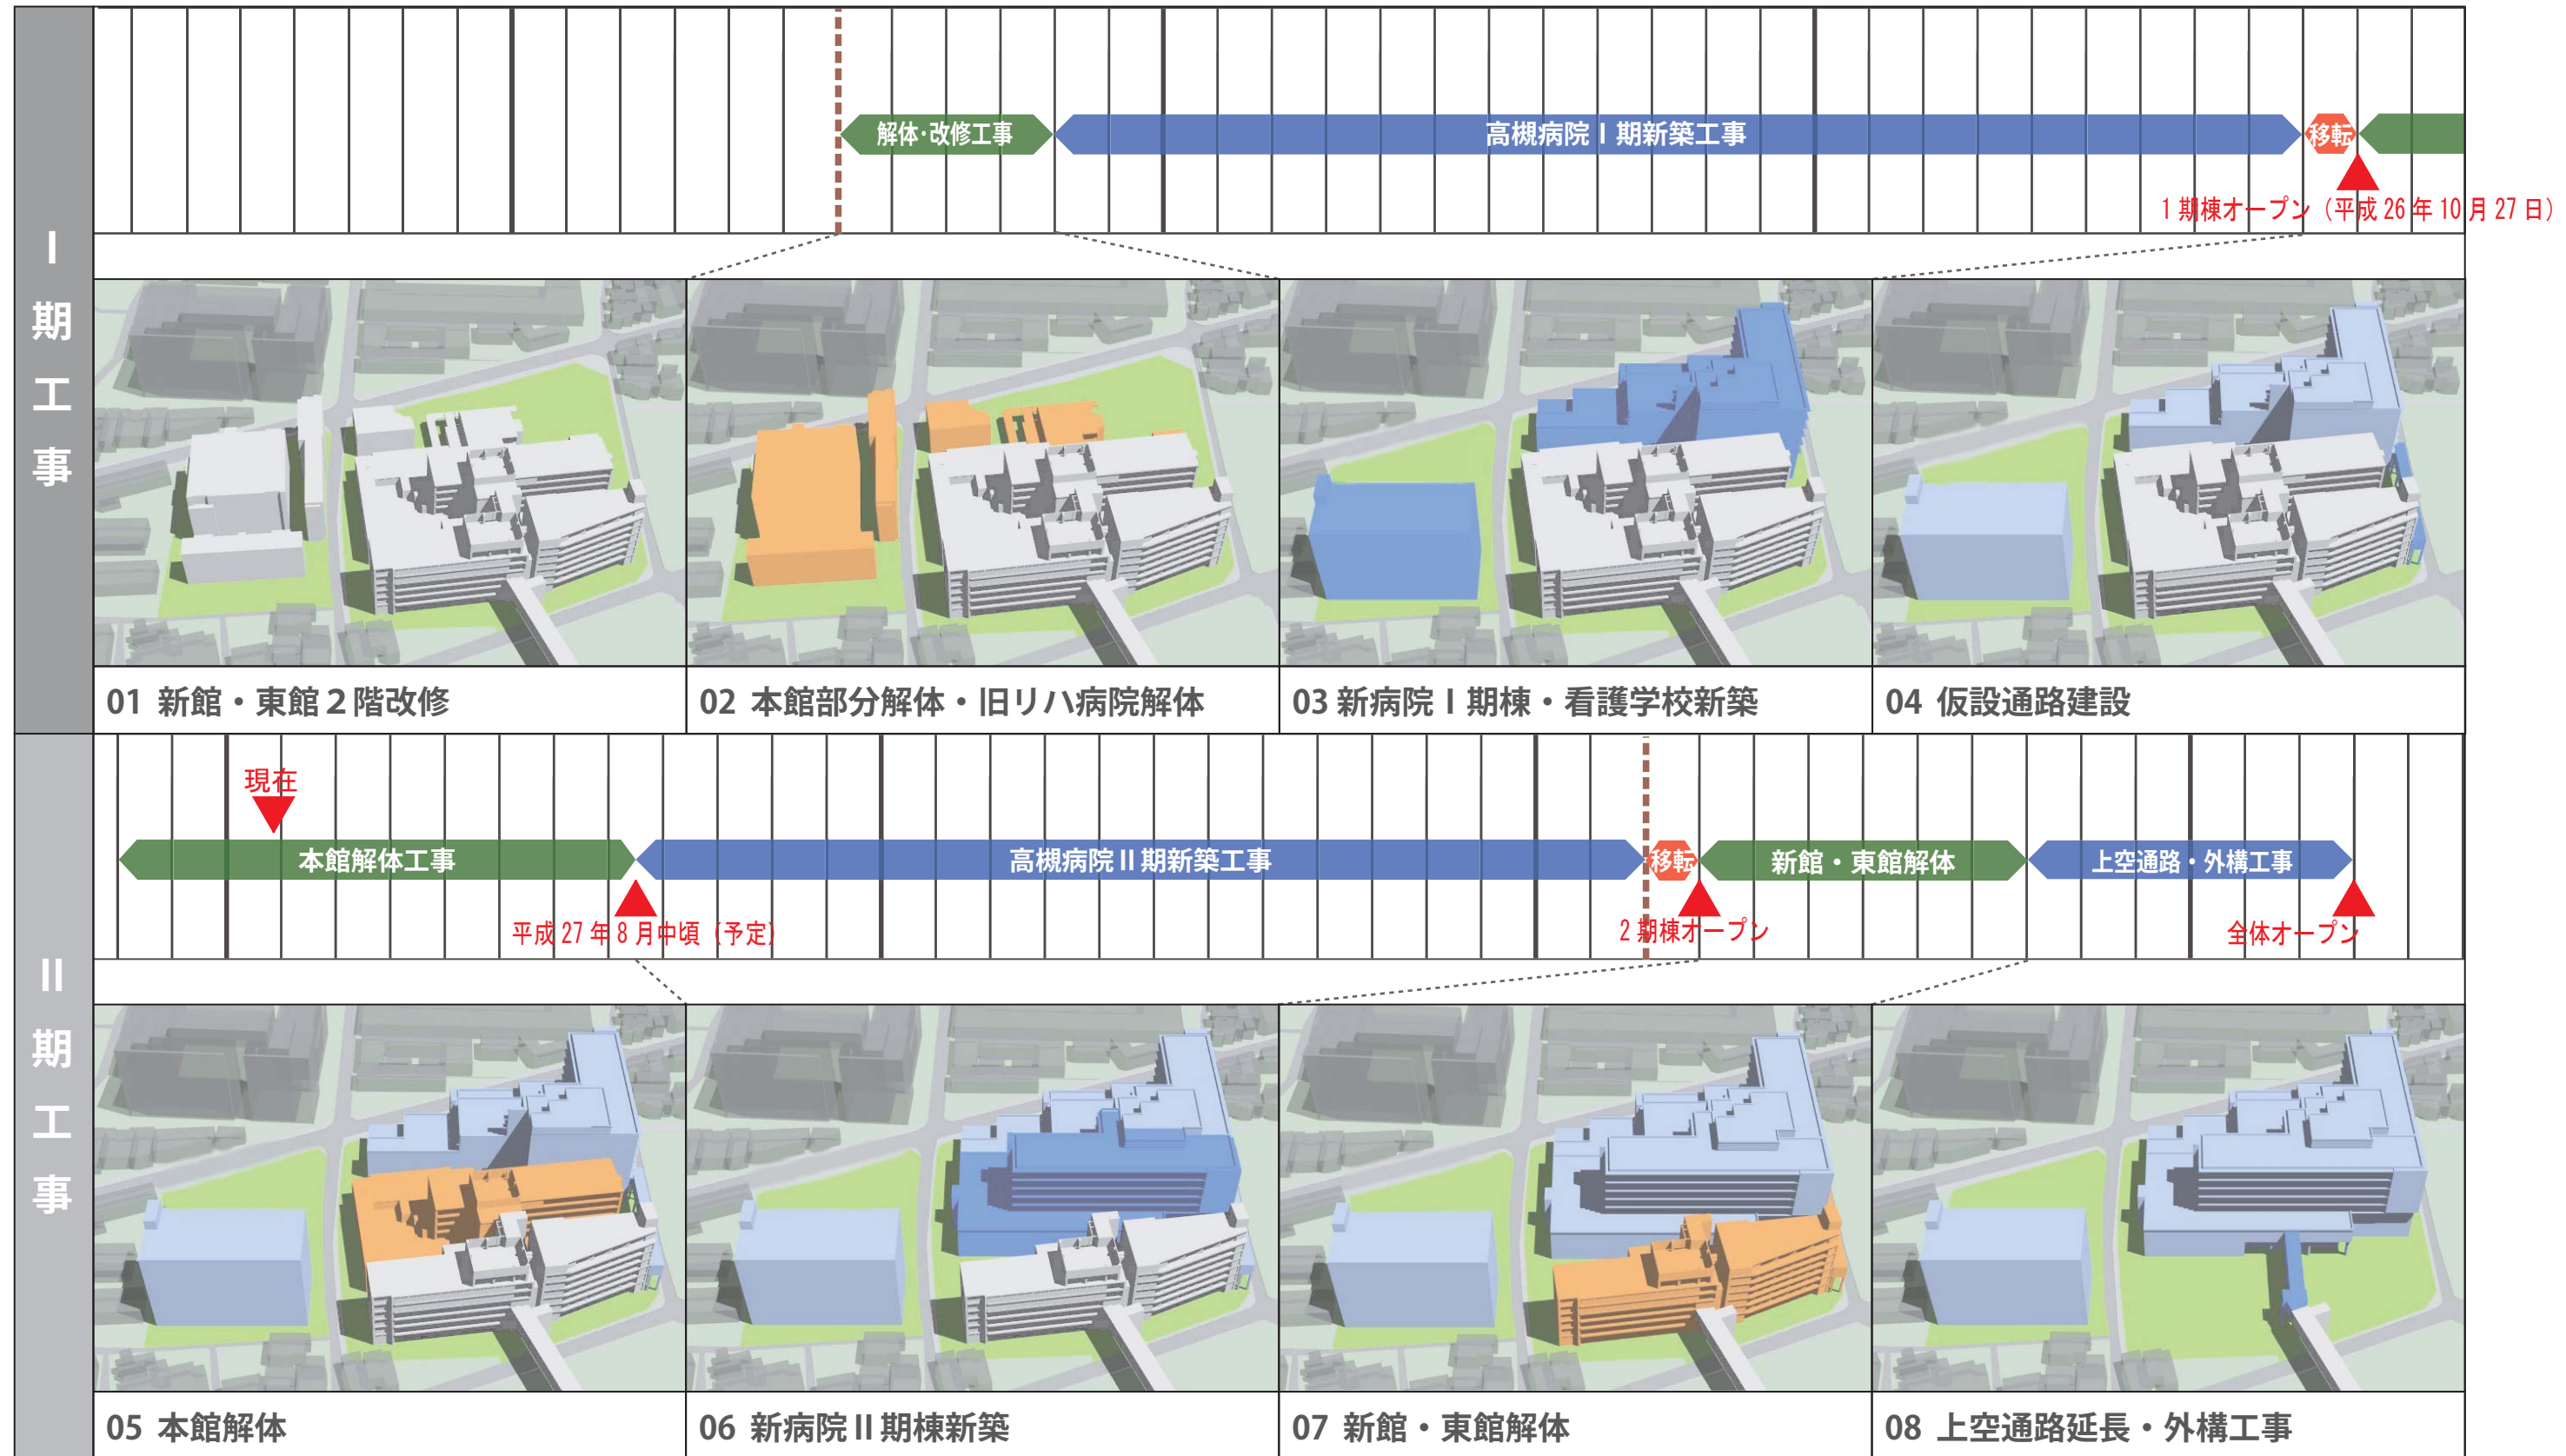 Ⅰ期工事
解体・改修工事
高槻病院Ⅰ期新築工事
移転
1期棟オープン（平成26年10月27日）
01 新館・東館２階改修
02 本館部分解体・旧リハ病院解体
03 新病院Ⅰ期棟・看護学校新築
04 仮設通路建設
Ⅱ期工事
現在
本館解体工事
高槻病院Ⅱ期新築工事
移転
新館・東館解体
上空通路・外構工事
平成27年8月中頃（予定）
2期棟オープン
全体オープン
05 本館解体
06 新病院Ⅱ期棟新築
07 新館・東館解体
08 上空通路延長・外構工事